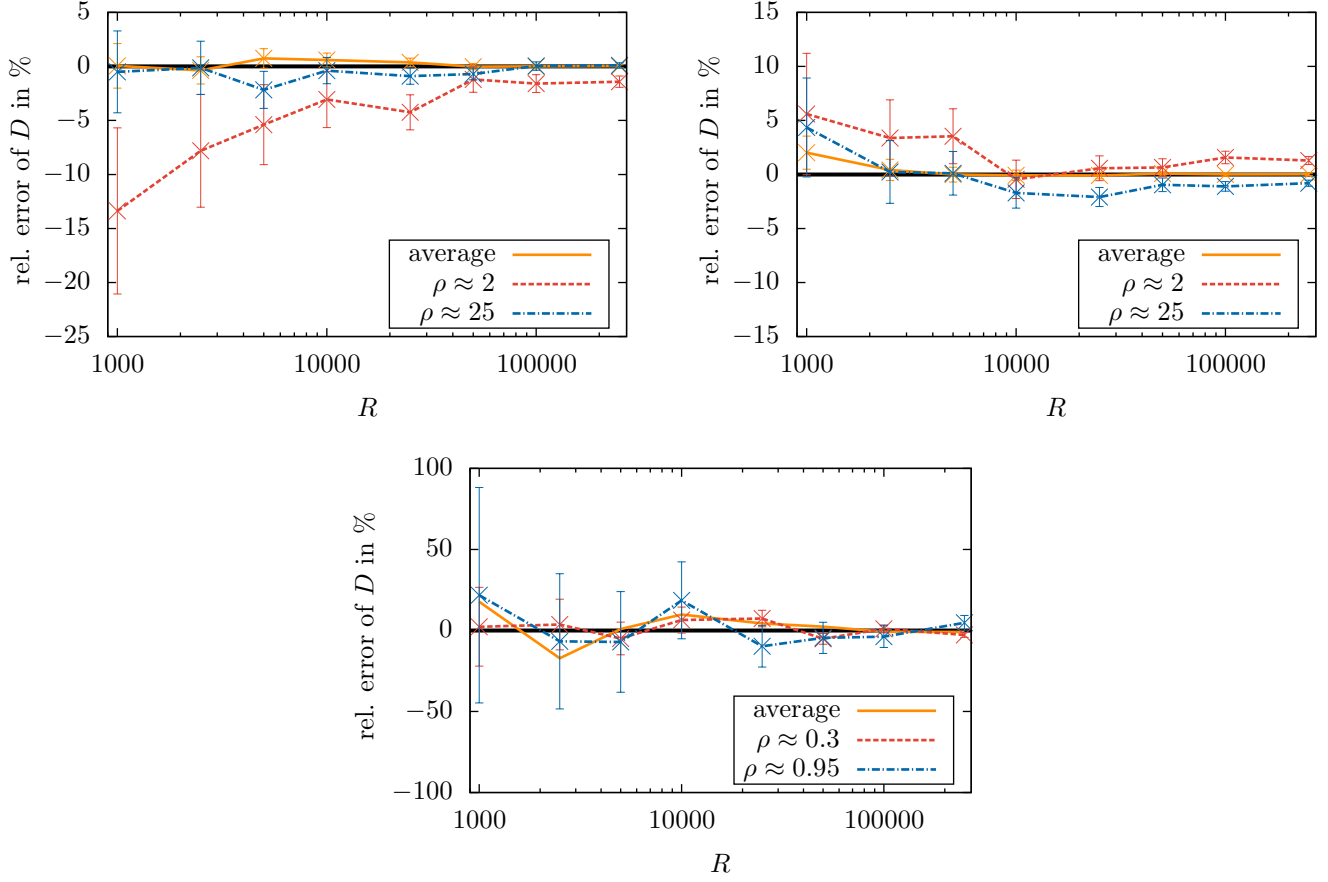 rel. error of D in %
5
0
−5
−10
−15
−20
−25
1000
10000
100000
R
average
ρ ≈ 2
ρ ≈ 25
rel. error of D in %
15
10
5
0
−5
−10
−15
1000
10000
100000
R
average
ρ ≈ 2
ρ ≈ 25
rel. error of D in %
100
50
0
−50
−100
1000
10000
100000
R
average
ρ ≈ 0.3
ρ ≈ 0.95